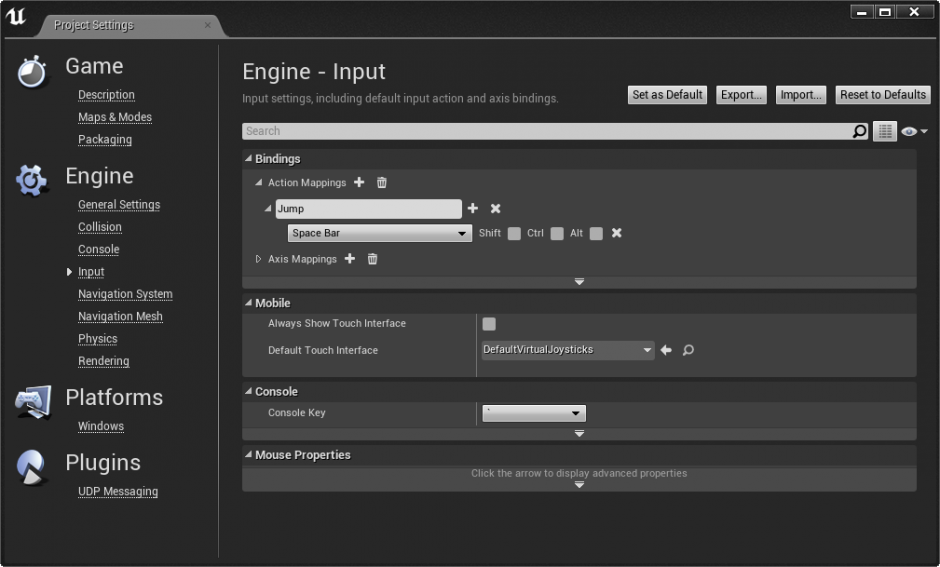 Project Settings
Game
Description
Maps & Modes
Packaging
Engine
General Settings
Collision
Console
Input
Navigation System
Navigation Mesh
Physics
Rendering
Platforms
Windows
Plugins
UDP Messaging
Engine - Input
Input settings, including default input action and axis bindings.
Set as Default Export... Import... Reset to Defaults
Search
Bindings
Action Mappings
Jump
Space Bar Shift Ctrl Alt
Axis Mappings
Mobile
Always Show Touch Interface
Default Touch Interface DefaultVirtualJoysticks
Console
Console Key `
Mouse Properties
Click the arrow to display advanced properties